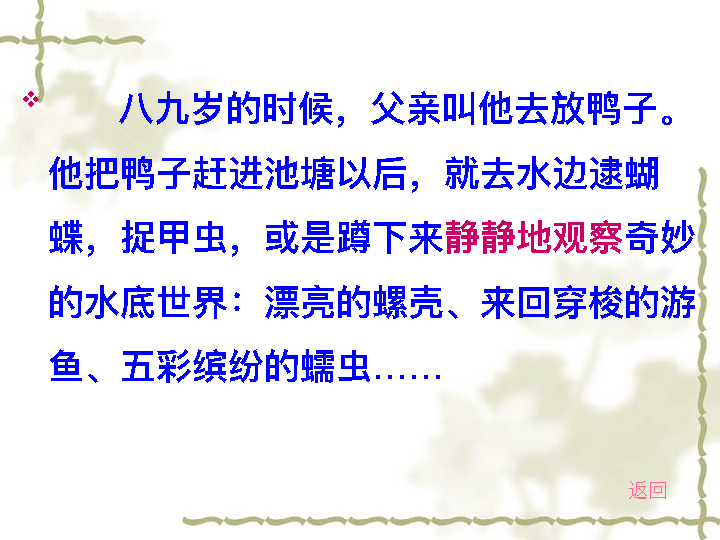 八九岁的时候，父亲叫他去放鸭子。
他把鸭子赶进池塘以后，就去水边逮蝴
蝶，捉甲虫，或是蹲下来静静地观察奇妙
的水底世界：漂亮的螺壳、来回穿梭的游
鱼、五彩缤纷的蠕虫……
返回